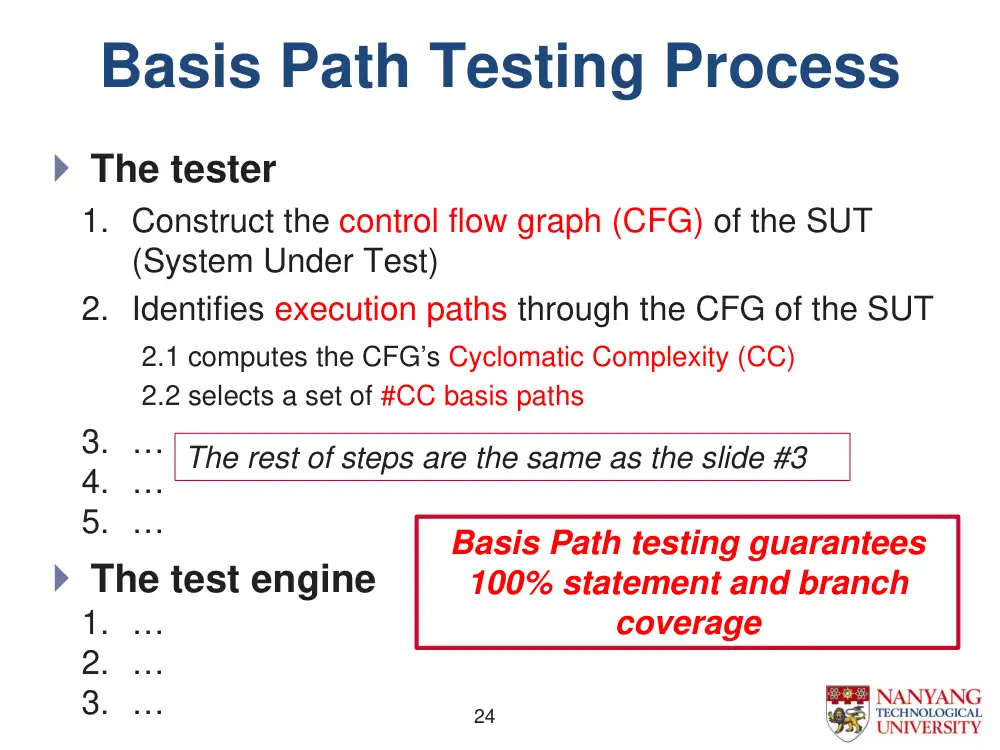 Basis Path Testing Process
The tester
1. Construct the control flow graph (CFG) of the SUT
(System Under Test)
2. Identifies execution paths through the CFG of the SUT
2.1 computes the CFG’s Cyclomatic Complexity (CC)
2.2 selects a set of #CC basis paths
3. …
The rest of steps are the same as the slide #3
4. …
5. …
Basis Path testing guarantees
100% statement and branch
coverage
The test engine
1. …
2. …
3. …
24
NANYANG
TECHNOLOGICAL
UNIVERSITY